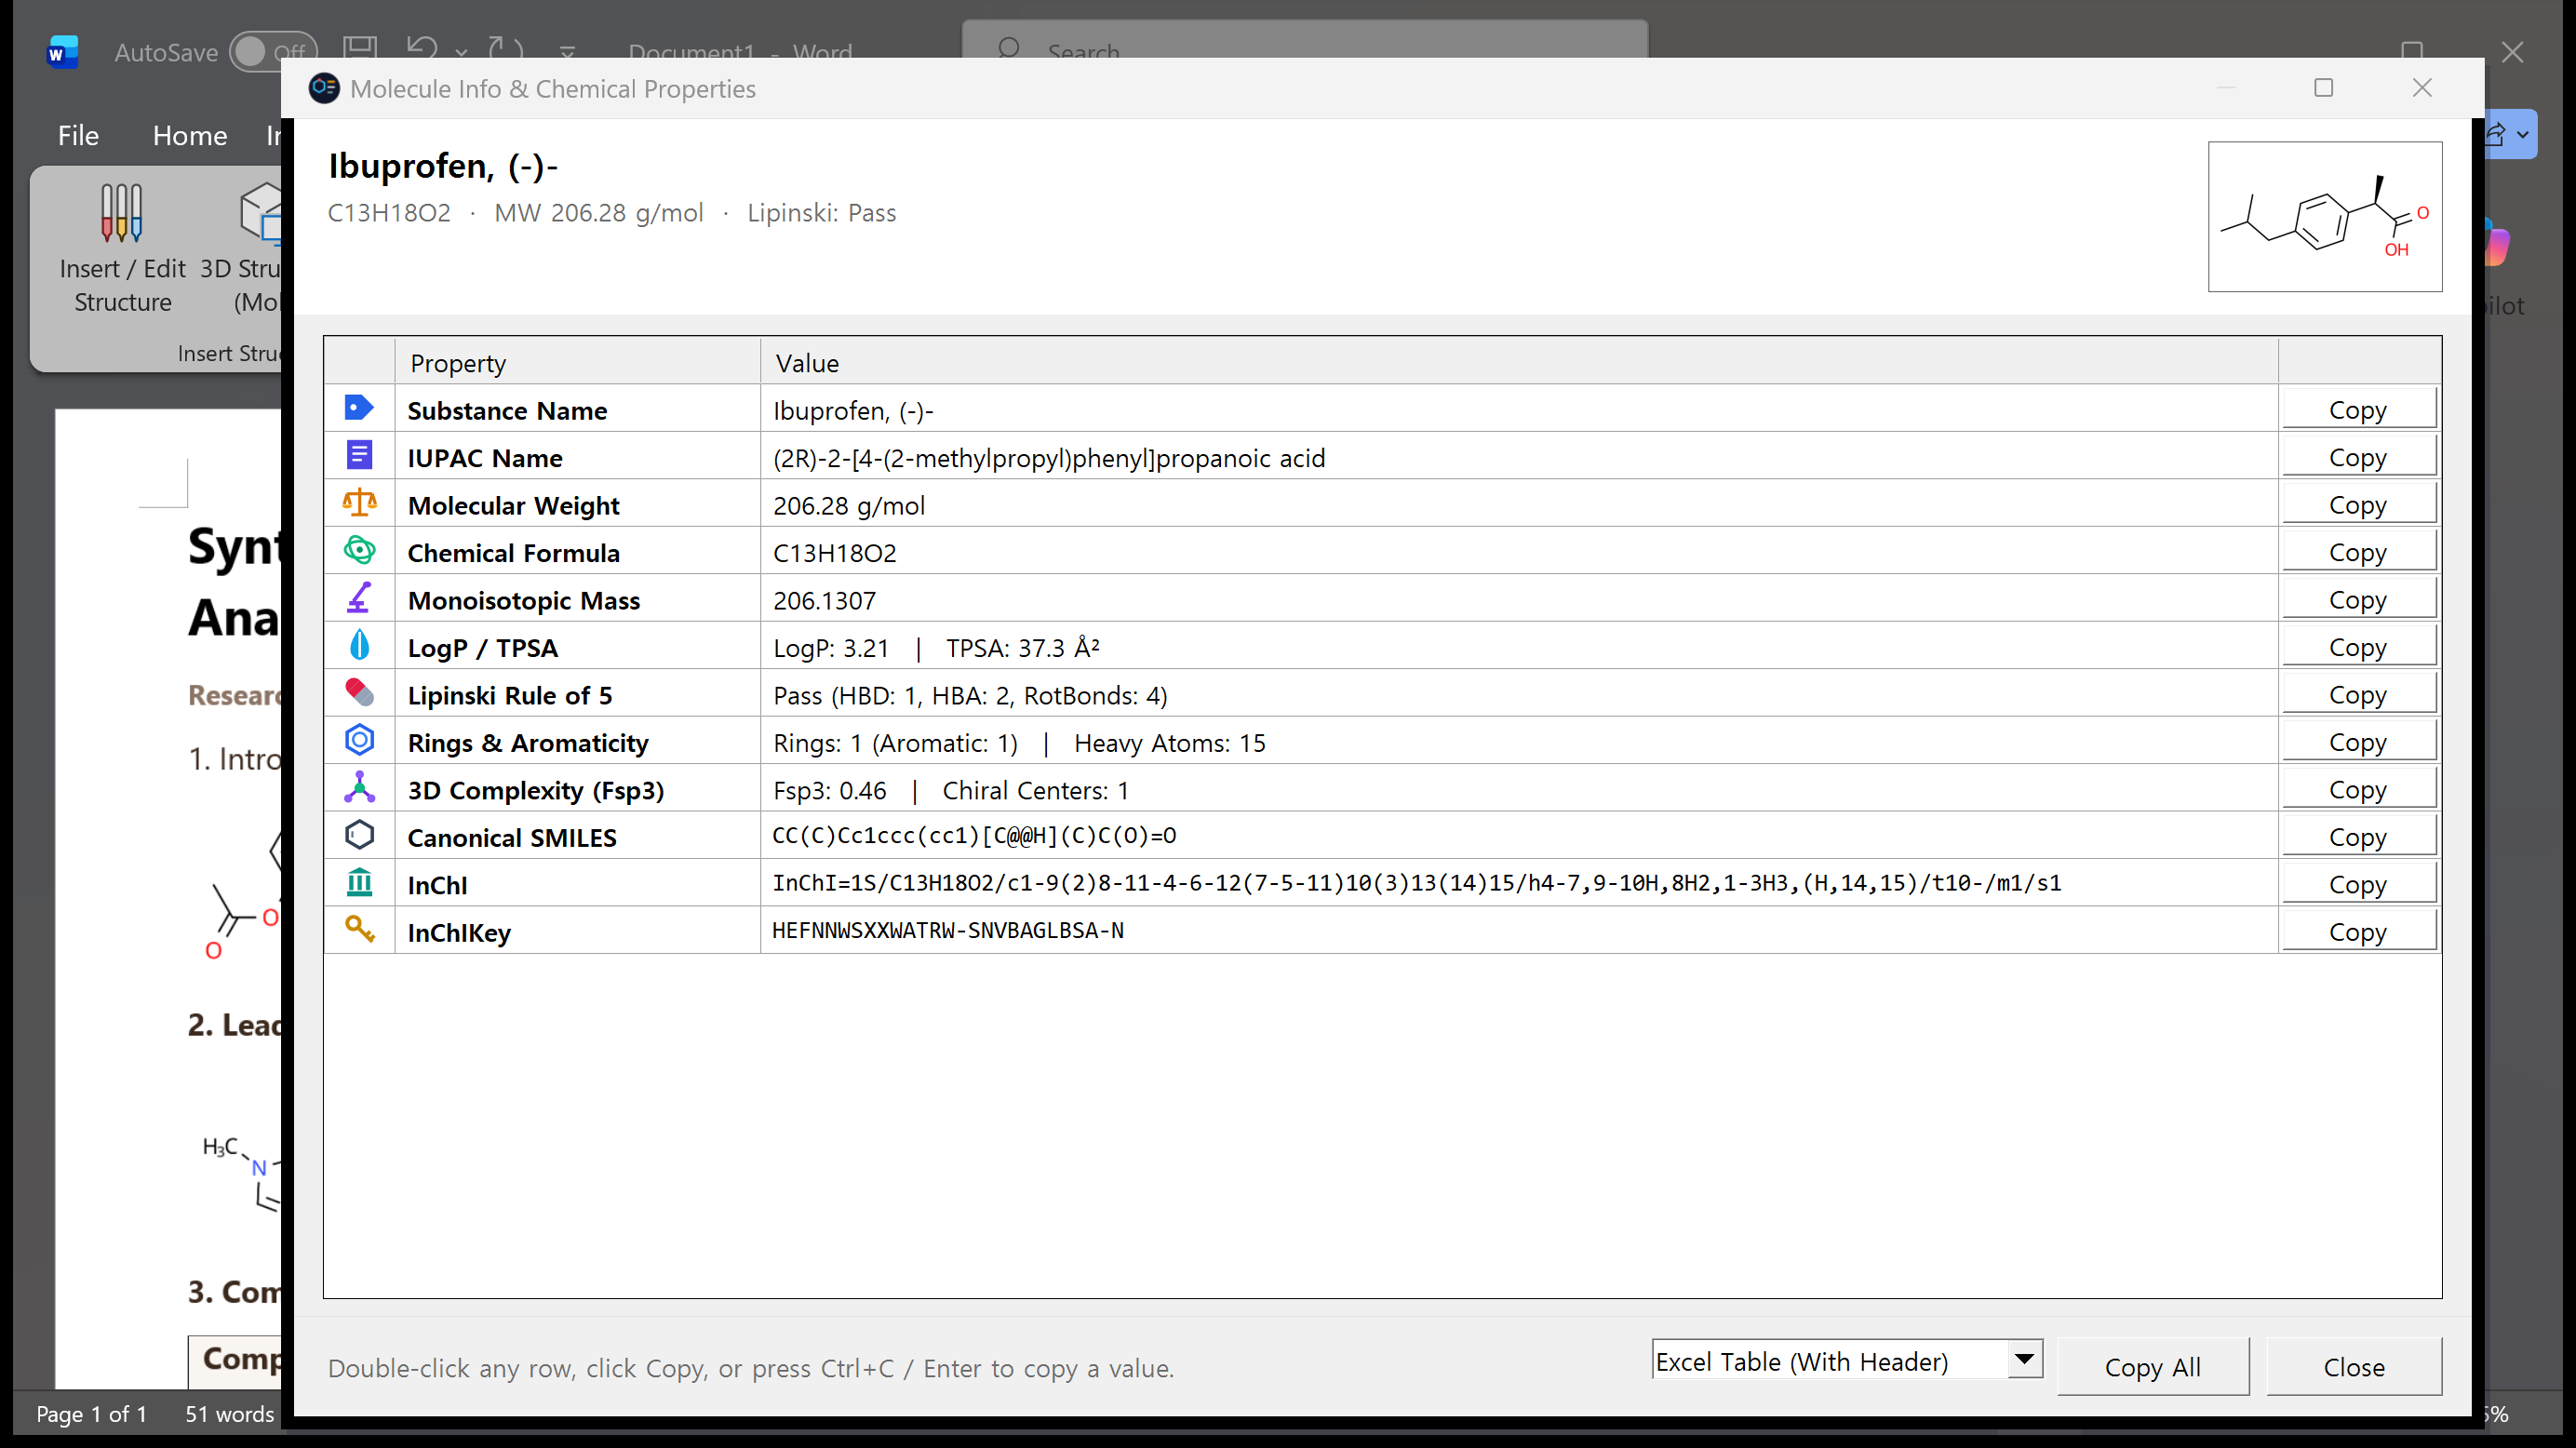 AutoSave Off Document1 - Word Search
Molecule Info & Chemical Properties
File Home
Ibuprofen, (-)-
C13H18O2 · MW 206.28 g/mol · Lipinski: Pass
O
OH
Insert / Edit
Structure
3D Stru
(Mol
Insert Stru
Property Value
Substance Name Ibuprofen, (-)- Copy
IUPAC Name (2R)-2-[4-(2-methylpropyl)phenyl]propanoic acid Copy
Molecular Weight 206.28 g/mol Copy
Chemical Formula C13H18O2 Copy
Monoisotopic Mass 206.1307 Copy
LogP / TPSA LogP: 3.21 | TPSA: 37.3 Å² Copy
Lipinski Rule of 5 Pass (HBD: 1, HBA: 2, RotBonds: 4) Copy
Rings & Aromaticity Rings: 1 (Aromatic: 1) | Heavy Atoms: 15 Copy
3D Complexity (Fsp3) Fsp3: 0.46 | Chiral Centers: 1 Copy
Canonical SMILES CC(C)Cc1ccc(cc1)[C@@H](C)C(O)=O Copy
InChI InChI=1S/C13H18O2/c1-9(2)8-11-4-6-12(7-5-11)10(3)13(14)15/h4-7,9-10H,8H2,1-3H3,(H,14,15)/t10-/m1/s1 Copy
InChIKey HEFNNWSXXWATRW-SNVBAGLBSA-N Copy
Synt
Ana
Researc
1. Intro
O
O
2. Lead
H3C
N
3. Com
Comp
Double-click any row, click Copy, or press Ctrl+C / Enter to copy a value.
Excel Table (With Header) Copy All Close
Page 1 of 1 51 words